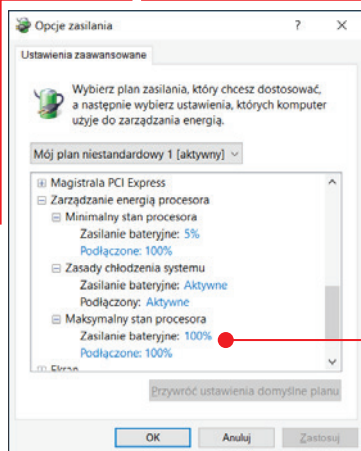 Opcje zasilania
Ustawienia zaawansowane
Wybierz plan zasilania, który chcesz dostosować,
a następnie wybierz ustawienia, których komputer
użyje do zarządzania energią.
Mój plan niestandardowy 1 [aktywny]
Magistrala PCI Express
Zarządzanie energią procesora
Minimalny stan procesora
Zasilanie bateryjne: 5%
Podłączone: 100%
Zasady chłodzenia systemu
Zasilanie bateryjne: Aktywne
Podłączony: Aktywne
Maksymalny stan procesora
Zasilanie bateryjne: 100%
Podłączone: 100%
Ekran
Przywróć ustawienia domyślne planu
OK Anuluj Zastosuj